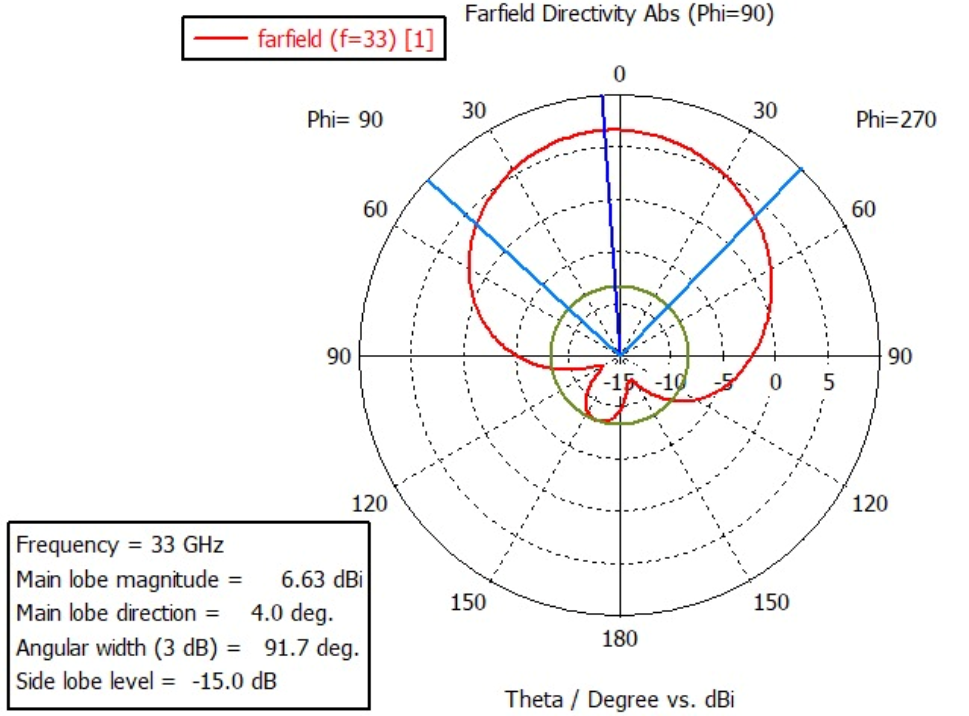 Farfield Directivity Abs (Phi=90)
farfield (f=33) [1]
0
30
30
Phi= 90
Phi=270
60
60
90
90
-15
-10
-5
0
5
120
120
150
150
180
Frequency = 33 GHz
Main lobe magnitude = 6.63 dBi
Main lobe direction = 4.0 deg.
Angular width (3 dB) = 91.7 deg.
Side lobe level = -15.0 dB
Theta / Degree vs. dBi